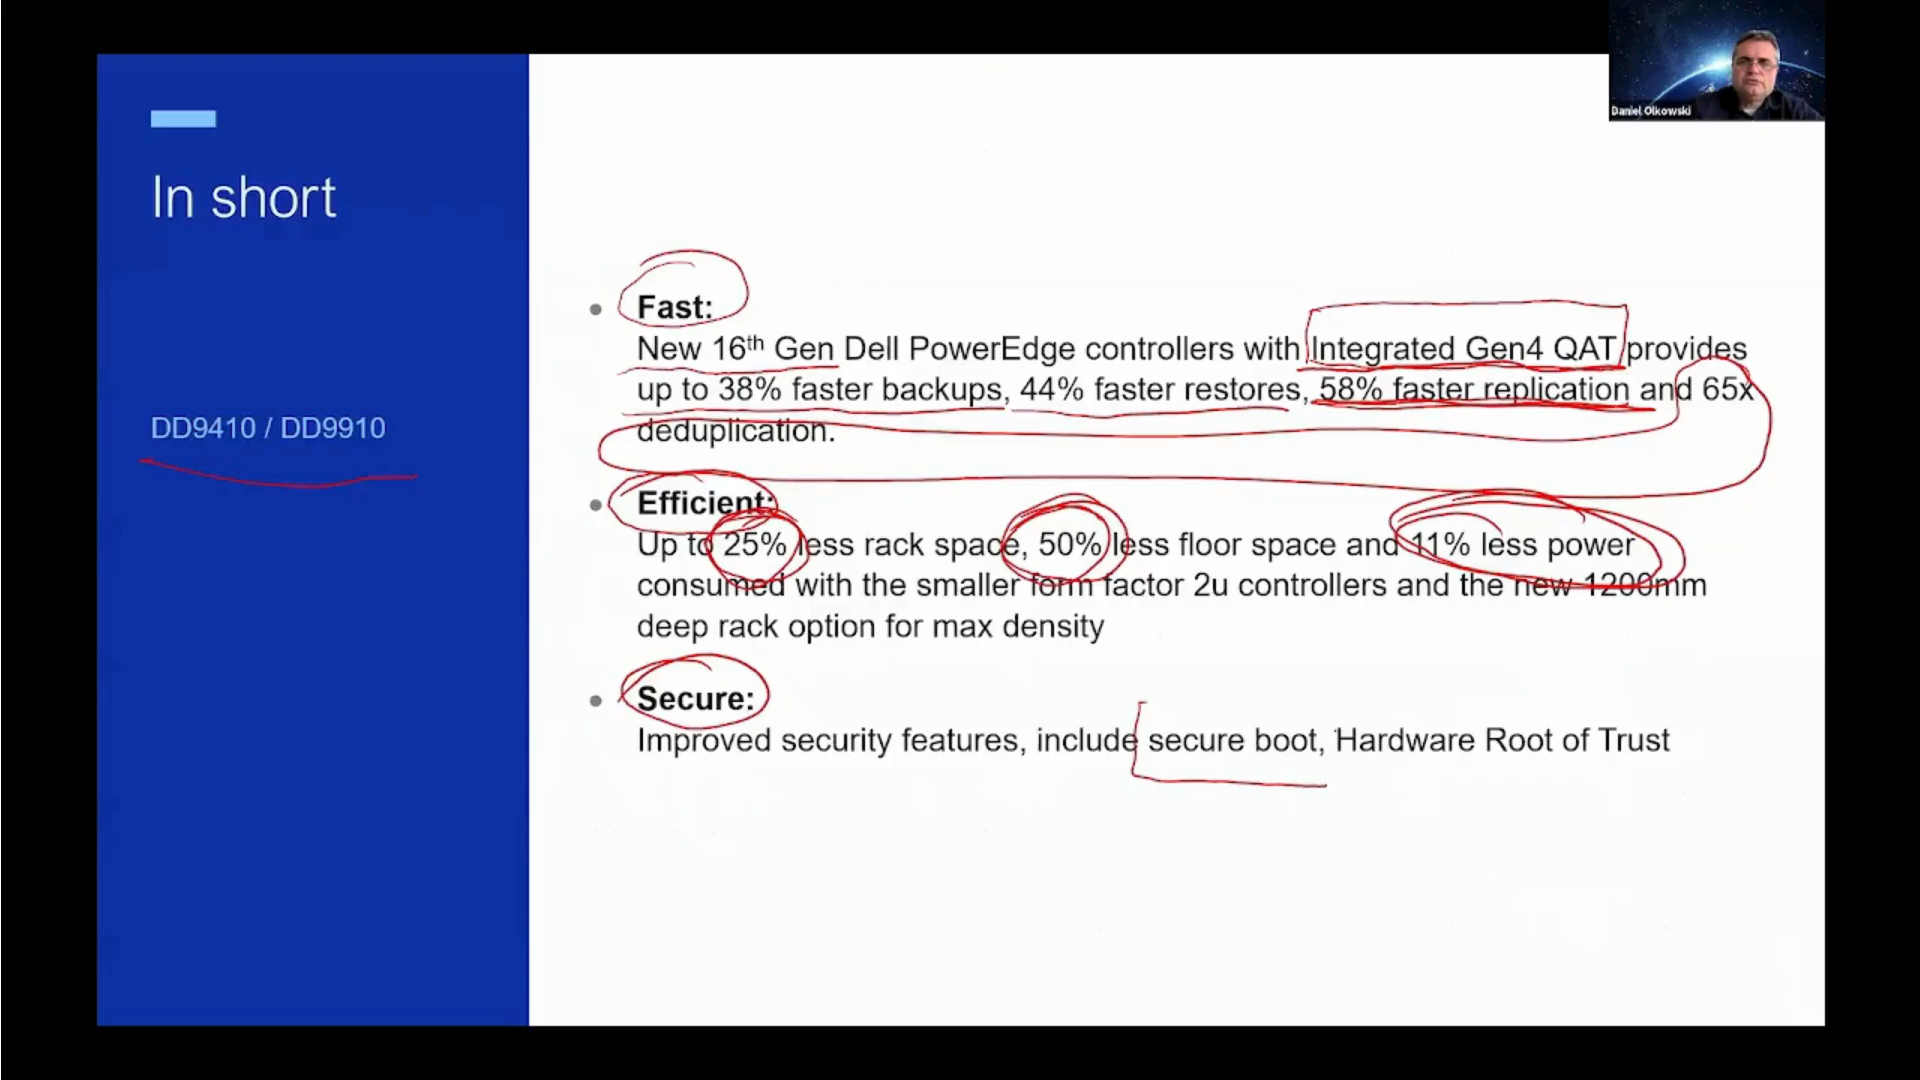 Daniel Olkowski
In short
DD9410 / DD9910
Fast:
New 16th Gen Dell PowerEdge controllers with Integrated Gen4 QAT provides
up to 38% faster backups, 44% faster restores, 58% faster replication and 65x
deduplication.
Efficient:
Up to 25% less rack space, 50% less floor space and 11% less power
consumed with the smaller form factor 2u controllers and the new 1200mm
deep rack option for max density
Secure:
Improved security features, include secure boot, Hardware Root of Trust